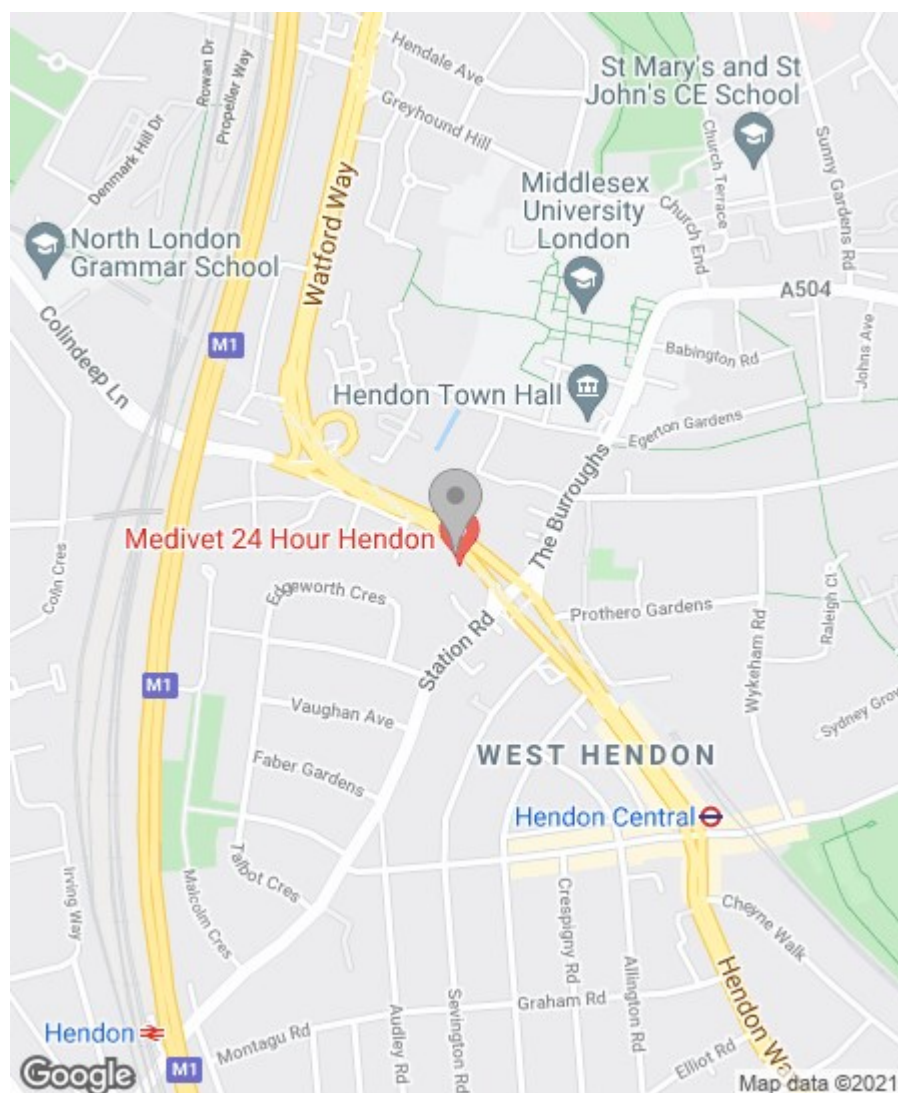 Hendale Ave
Rowan Dr
Propeller Way
Greyhound Hill
St Mary's and St
John's CE School
Denmark Hill Dr
Church Terrace
Sunny Gardens Rd
Watford Way
Middlesex
University
London
Church End
North London
Grammar School
A504
Colindeep Ln
M1
Babington Rd
Johns Ave
Hendon Town Hall
Egerton Gardens
The Burroughs
Medivet 24 Hour Hendon
Colin Cres
Edgeworth Cres
Prothero Gardens
Raleigh Cl
Station Rd
Wykeham Rd
M1
Vaughan Ave
Sydney Grov
WEST HENDON
Faber Gardens
Hendon Central
Talbot Cres
Irving Way
Malcolm Cres
Crespigny Rd
Cheyne Walk
Allington Rd
Hendon Wa
Graham Rd
Hendon
Montagu Rd
Audley Rd
Sevington Rd
Elliot Rd
Google
M1
Map data ©2021